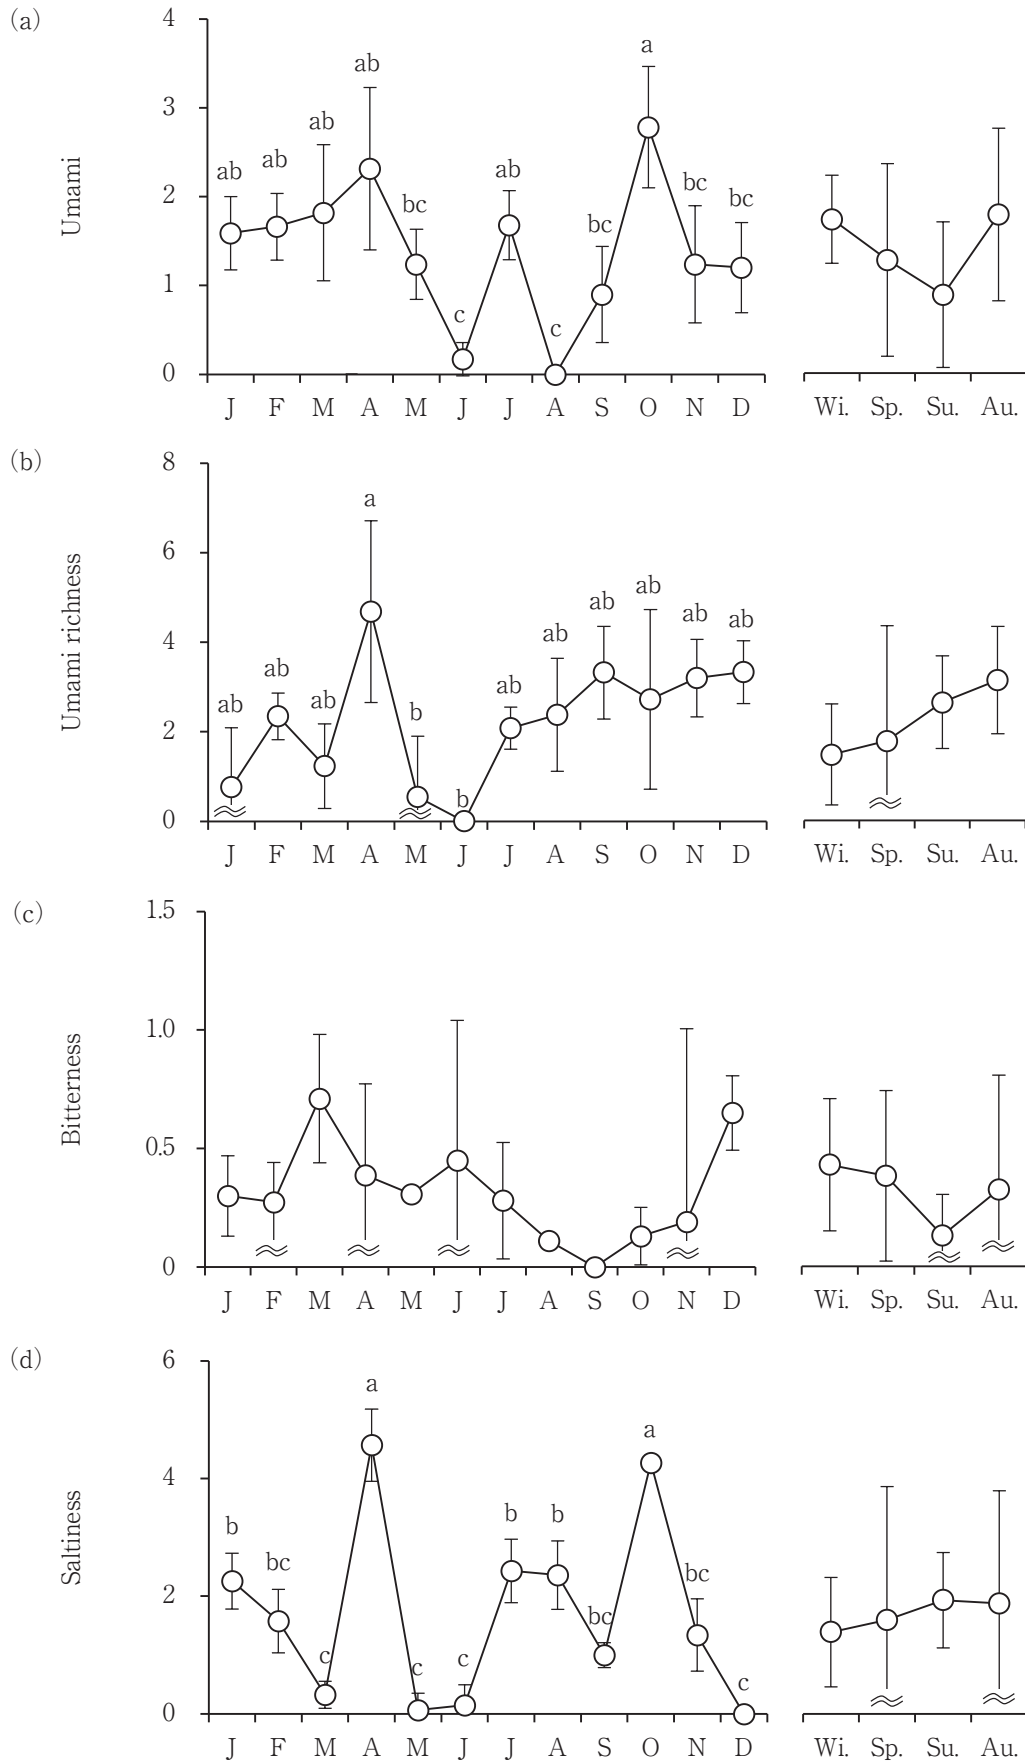 (a)
4
3
2
1
0
Umami
ab
ab
ab
ab
bc
c
ab
c
bc
a
bc
bc
J F M A M J J A S O N D
Wi. Sp. Su. Au.
(b)
8
6
4
2
0
Umami richness
ab
ab
ab
a
b
b
ab
ab
ab
ab
ab
ab
J F M A M J J A S O N D
Wi. Sp. Su. Au.
(c)
1.5
1.0
0.5
0
Bitterness
J F M A M J J A S O N D
Wi. Sp. Su. Au.
(d)
6
4
2
0
Saltiness
b
bc
c
a
c
c
b
b
bc
a
bc
c
J F M A M J J A S O N D
Wi. Sp. Su. Au.